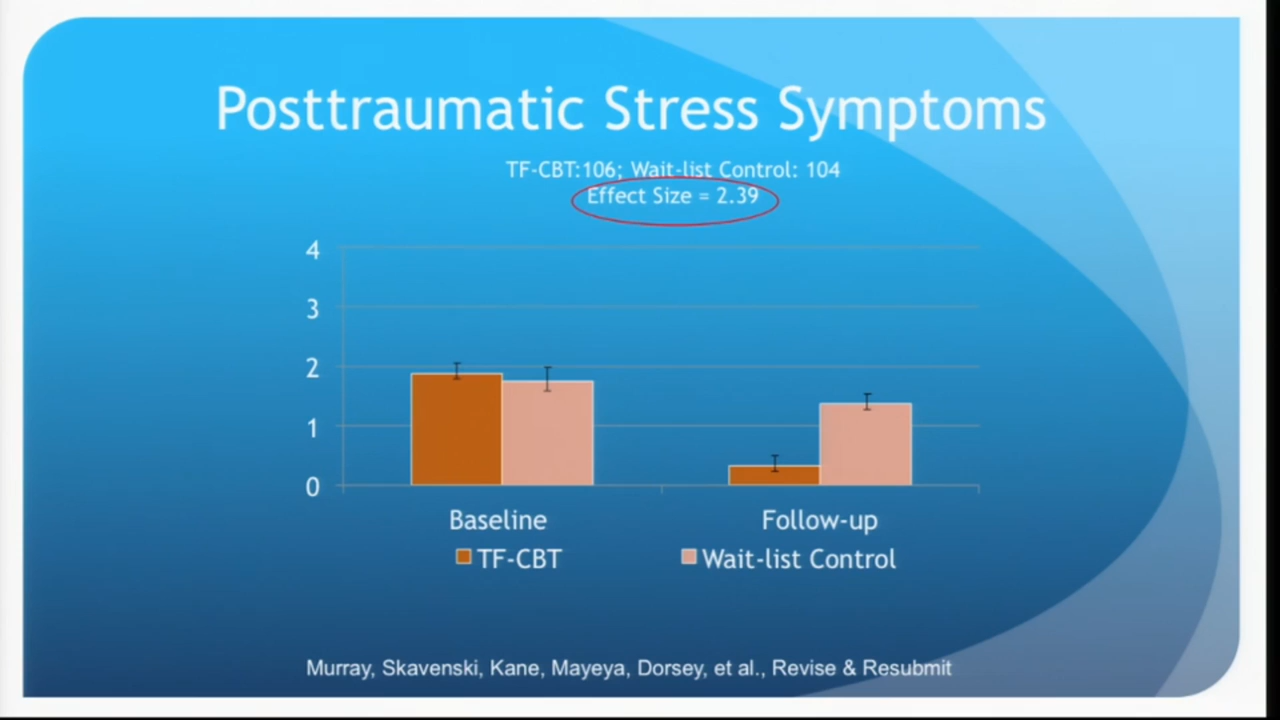 Posttraumatic Stress Symptoms
TF-CBT:106; Wait-list Control: 104
Effect Size = 2.39
4
3
2
1
0
Baseline
Follow-up
TF-CBT
Wait-list Control
Murray, Skavenski, Kane, Mayeya, Dorsey, et al., Revise & Resubmit